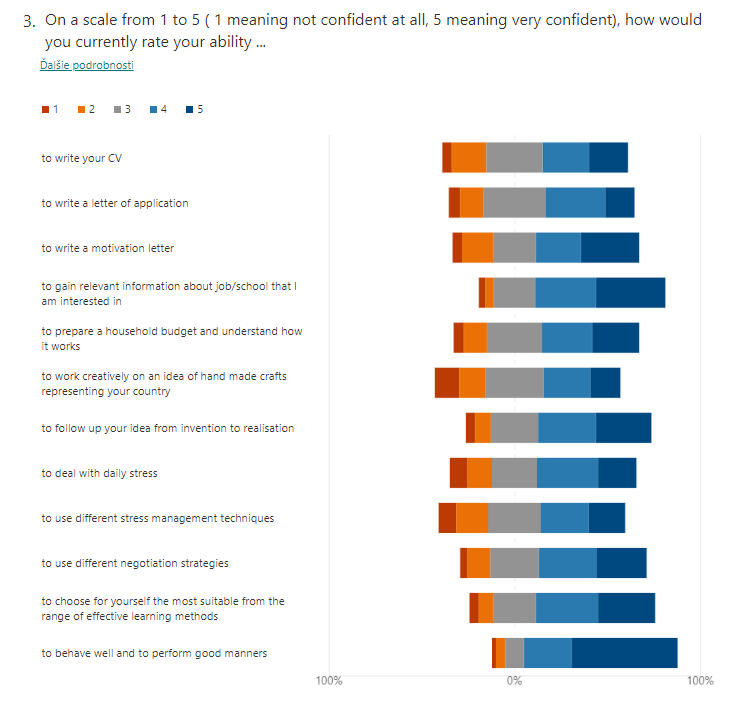 3. On a scale from 1 to 5 ( 1 meaning not confident at all, 5 meaning very confident), how would
you currently rate your ability ...
Ďalšie podrobnosti
1 2 3 4 5
to write your CV
to write a letter of application
to write a motivation letter
to gain relevant information about job/school that I
am interested in
to prepare a household budget and understand how
it works
to work creatively on an idea of hand made crafts
representing your country
to follow up your idea from invention to realisation
to deal with daily stress
to use different stress management techniques
to use different negotiation strategies
to choose for yourself the most suitable from the
range of effective learning methods
to behave well and to perform good manners
100% 0% 100%